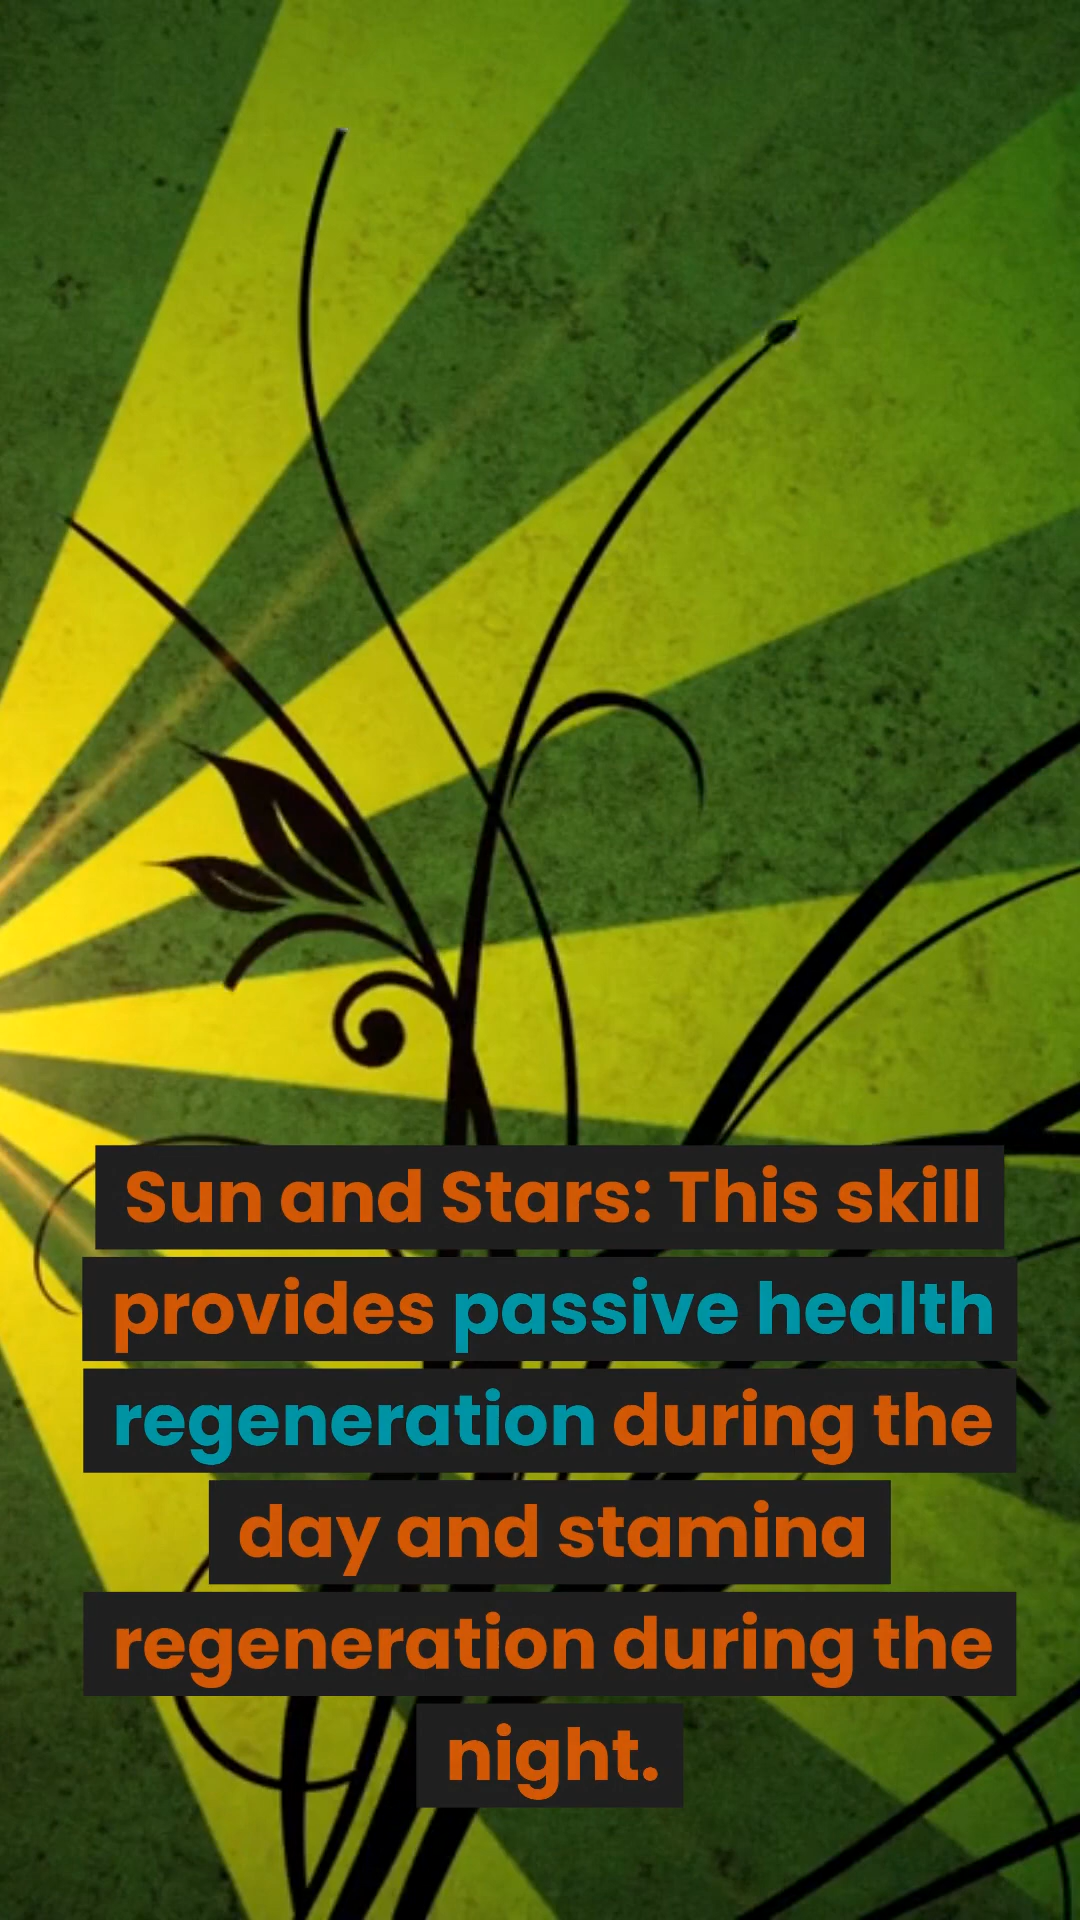 Sun and Stars: This skill
provides passive health
regeneration during the
day and stamina
regeneration during the
night.